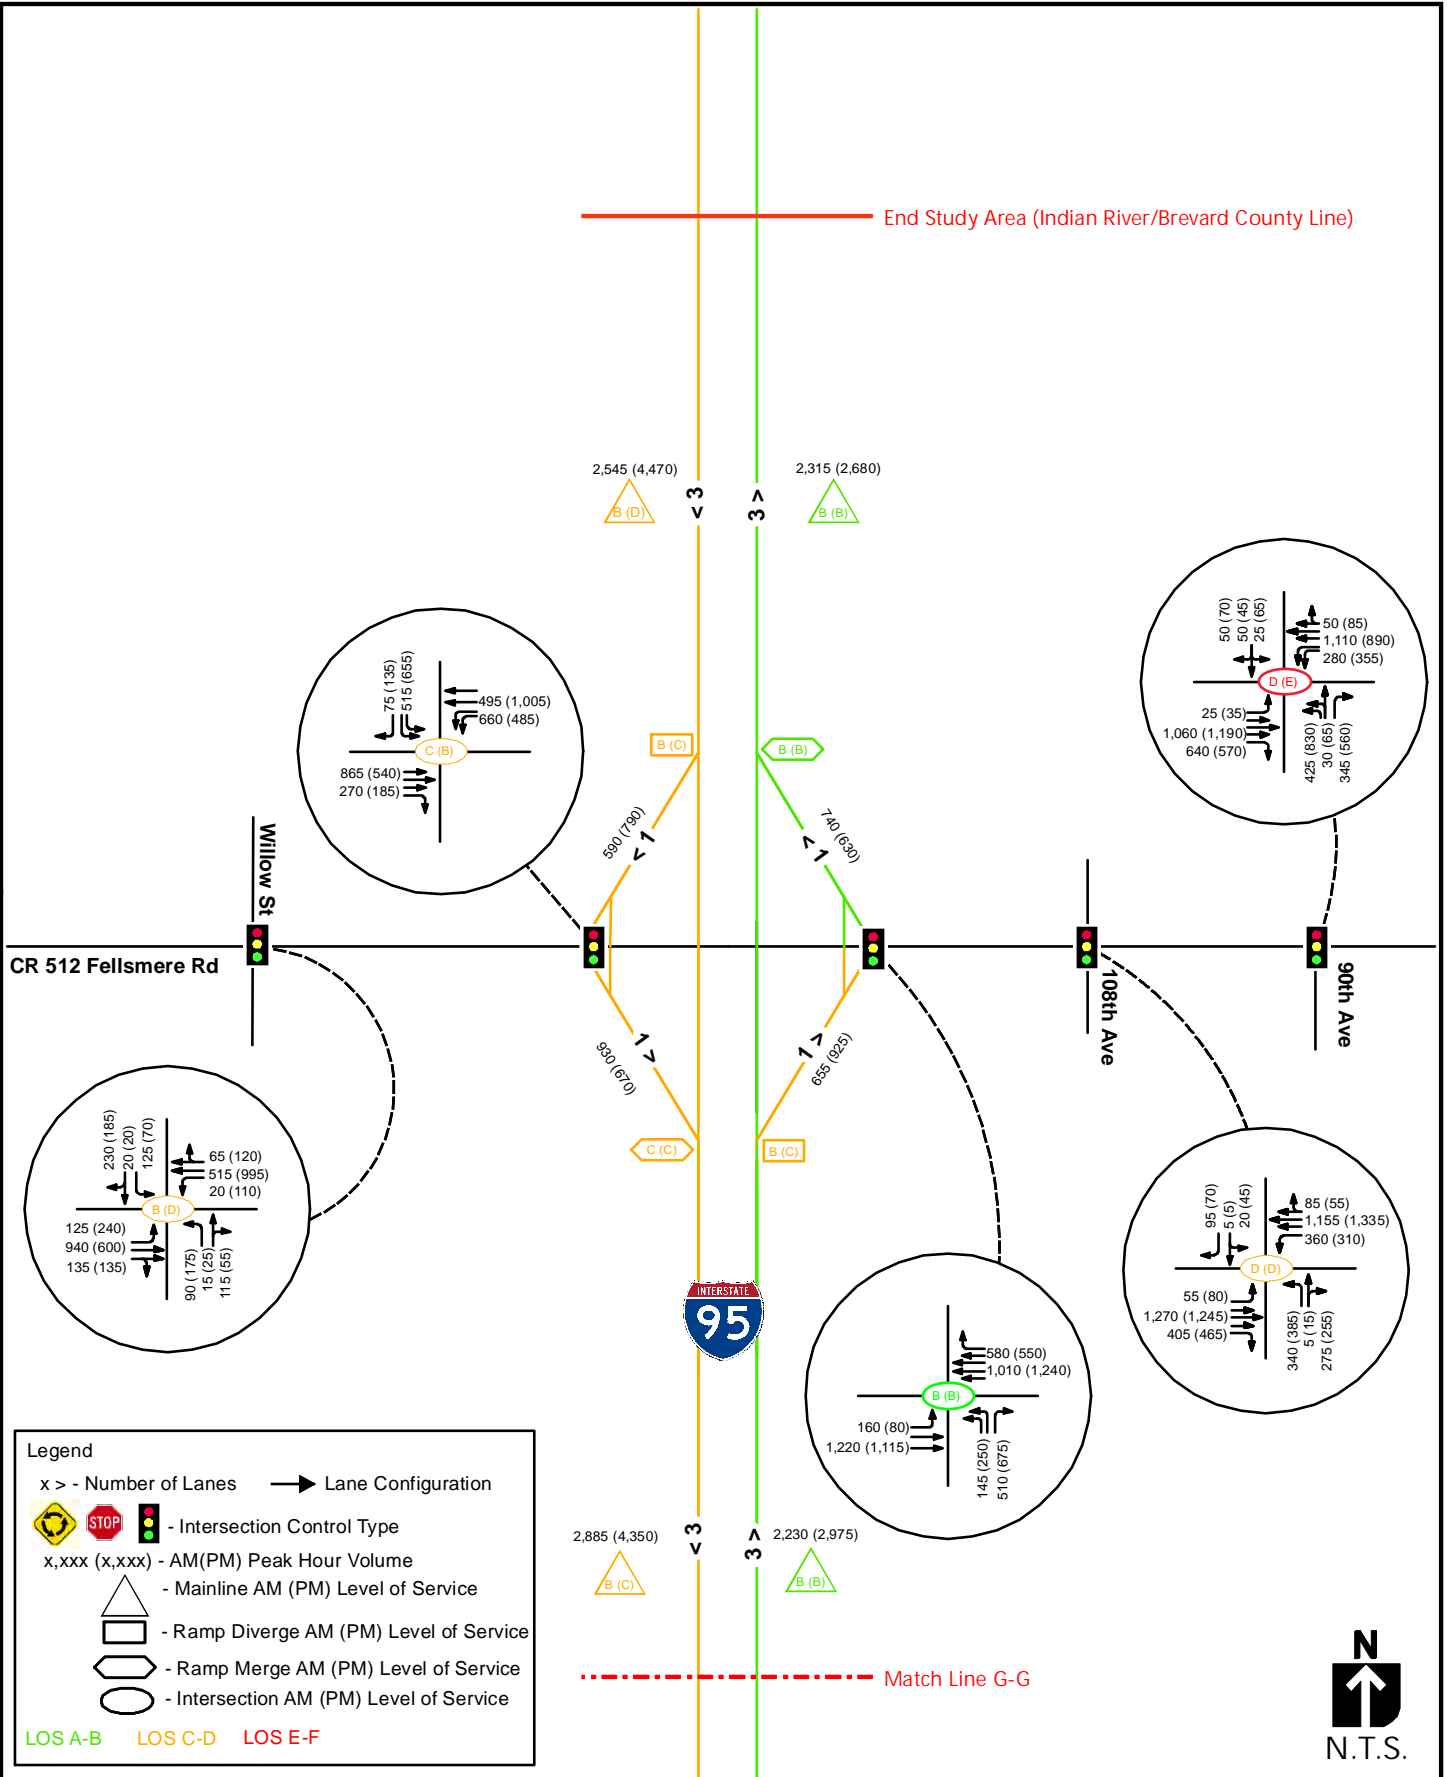 End Study Area (Indian River/Brevard County Line)
2,545 (4,470)
B (D)
< 3
3 >
2,315 (2,680)
B (B)
75 (135)
515 (655)
495 (1,005)
660 (485)
C (B)
865 (540)
270 (185)
50 (70)
50 (45)
25 (65)
50 (85)
1,110 (890)
280 (355)
D (E)
25 (35)
1,060 (1,190)
640 (570)
425 (830)
30 (65)
345 (560)
B (C)
B (B)
590 (790)
< 1
740 (630)
< 1
Willow St
CR 512 Fellsmere Rd
108th Ave
90th Ave
1 >
930 (670)
1 >
655 (925)
C (C)
B (C)
230 (185)
20 (20)
125 (70)
65 (120)
515 (995)
20 (110)
B (D)
125 (240)
940 (600)
135 (135)
90 (175)
15 (25)
115 (55)
95 (70)
5 (5)
20 (45)
85 (55)
1,155 (1,335)
360 (310)
D (D)
55 (80)
1,270 (1,245)
405 (465)
340 (385)
5 (15)
275 (255)
INTERSTATE
95
580 (550)
1,010 (1,240)
B (B)
160 (80)
1,220 (1,115)
145 (250)
510 (675)
2,885 (4,350)
B (C)
< 3
3 >
2,230 (2,975)
B (B)
Match Line G-G
Legend
x > - Number of Lanes
Lane Configuration
STOP
- Intersection Control Type
x,xxx (x,xxx) - AM(PM) Peak Hour Volume
- Mainline AM (PM) Level of Service
- Ramp Diverge AM (PM) Level of Service
- Ramp Merge AM (PM) Level of Service
- Intersection AM (PM) Level of Service
LOS A-B LOS C-D LOS E-F
N
N.T.S.